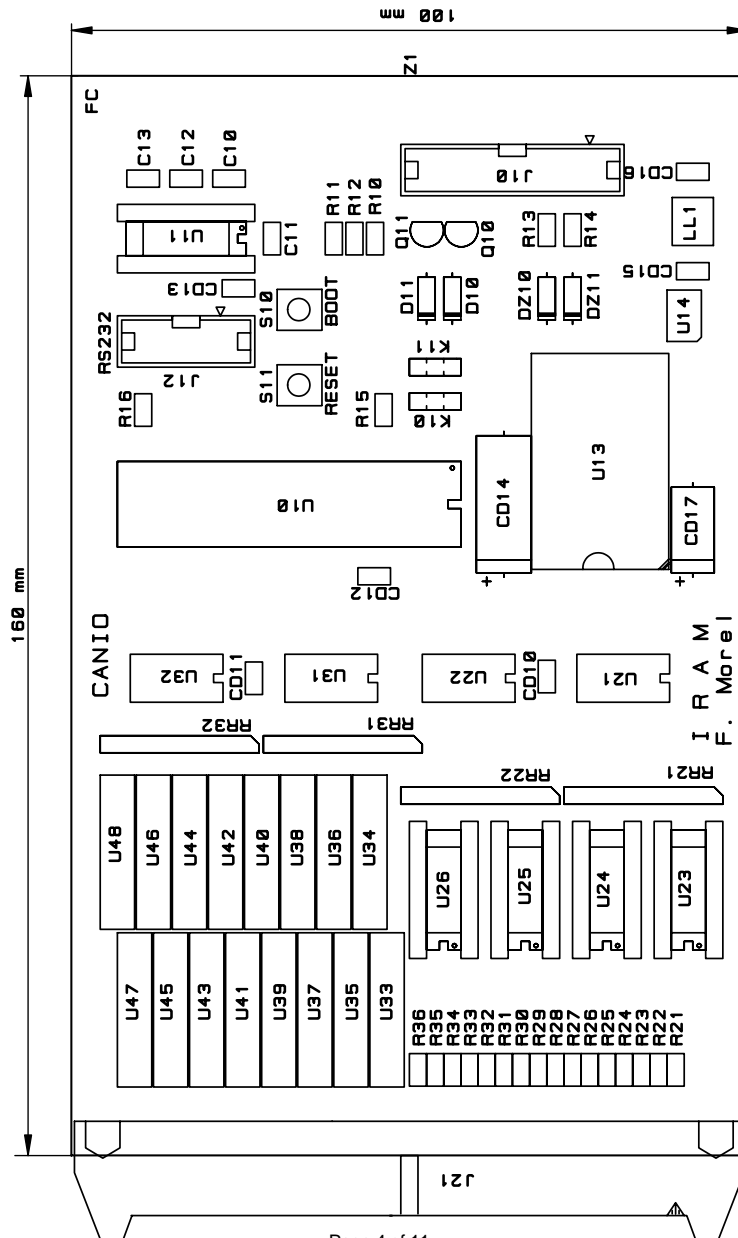 100 mm
Z1
FC
C13
C12
C10
J10
CD16
R11
R12
R10
U11
C11
Q11
Q10
R13
R14
LL1
CD13
CD15
S10
BOOT
D11
D10
DZ10
DZ11
U14
RS232
J12
S11
RESET
K11
R16
R15
K10
U10
CD14
U13
CD17
+
+
CD12
160 mm
CANIO
U32
CD11
U31
U22
CD10
U21
I R A M
F. Morel
RR32
RR31
RR22
RR21
U48
U46
U44
U42
U40
U38
U36
U34
U26
U25
U24
U23
U47
U45
U43
U41
U39
U37
U35
U33
R36
R35
R34
R33
R32
R31
R30
R29
R28
R27
R26
R25
R24
R23
R22
R21
J21